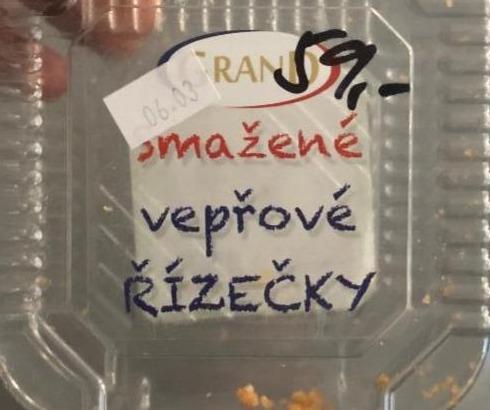 GRAND
59,-
06.03
smažené
vepřové
ŘÍZEČKY